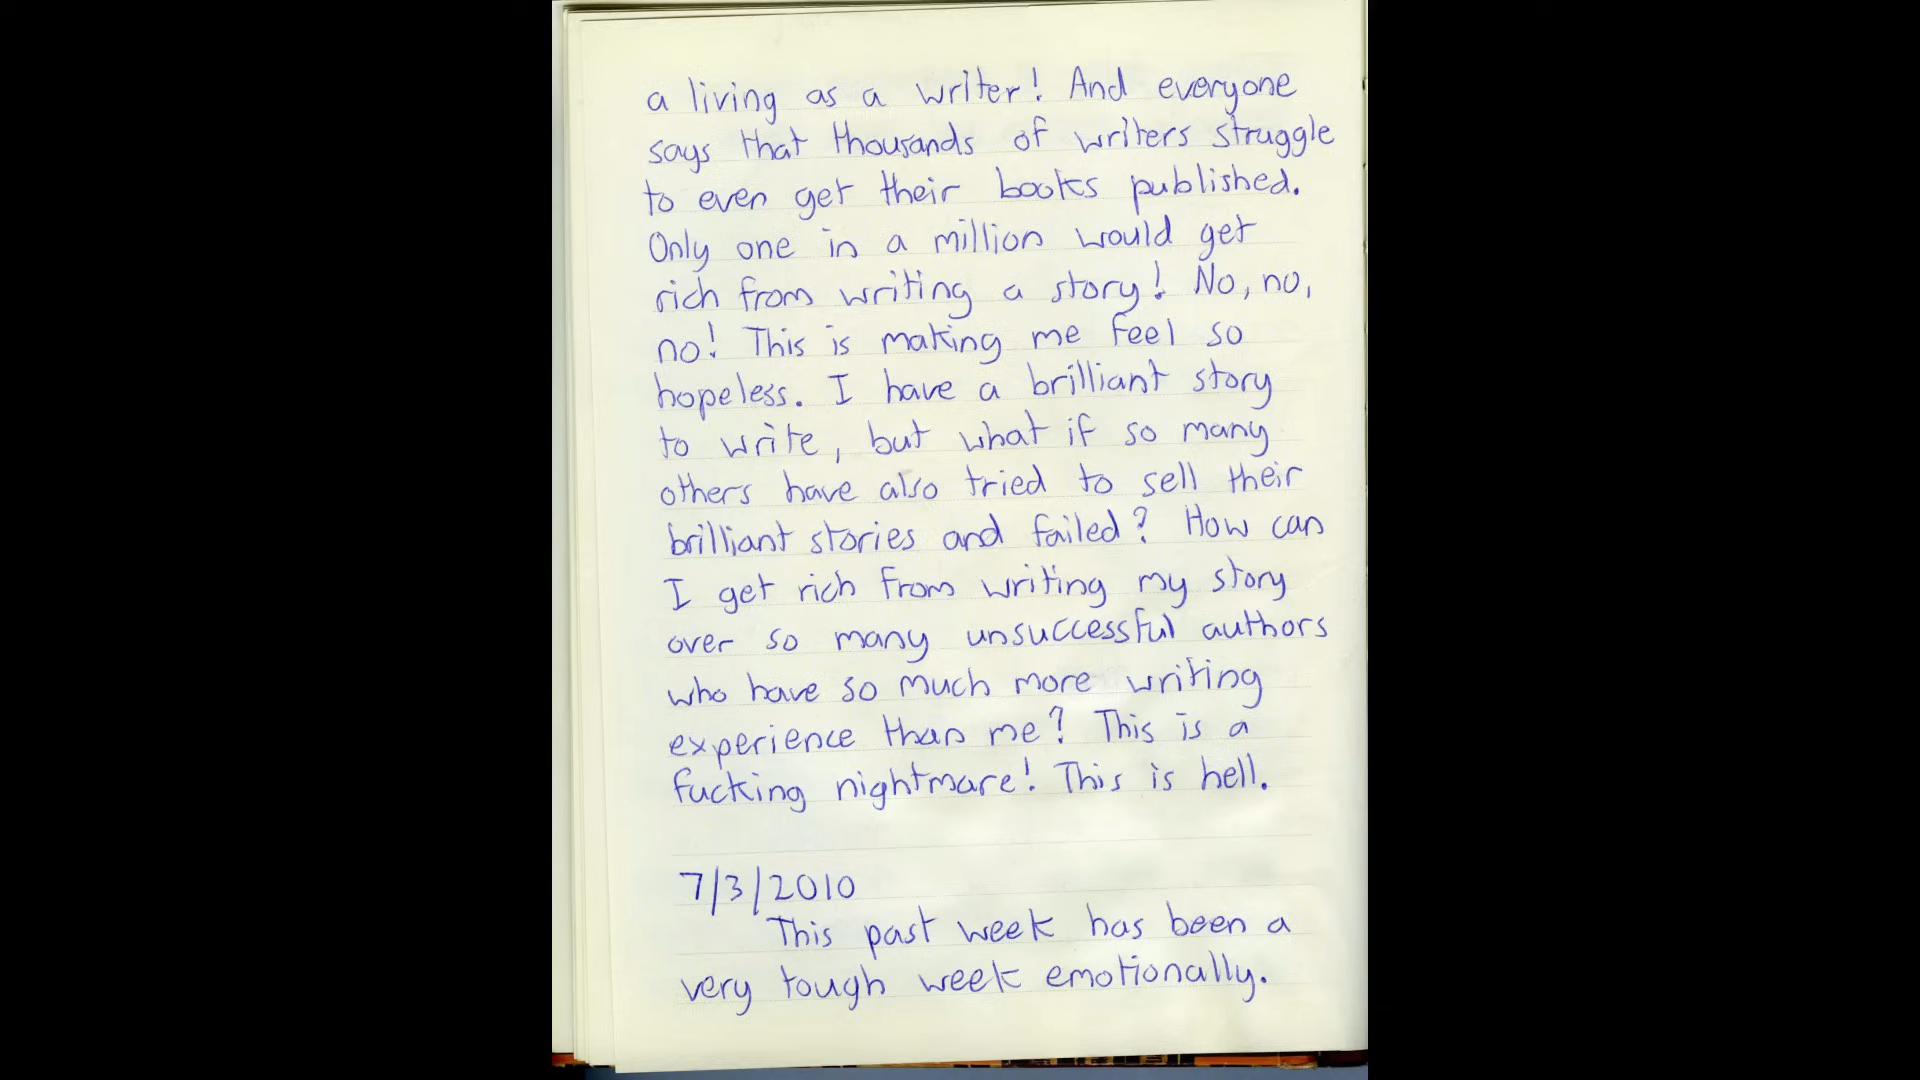 a living as a writer! And everyone
says that thousands of writers struggle
to even get their books published.
Only one in a million would get
rich from writing a story! No, no,
no! This is making me feel so
hopeless. I have a brilliant story
to write, but what if so many
others have also tried to sell their
brilliant stories and failed? How can
I get rich from writing my story
over so many unsuccessful authors
who have so much more writing
experience than me? This is a
fucking nightmare! This is hell.
7/3/2010
This past week has been a
very tough week emotionally.